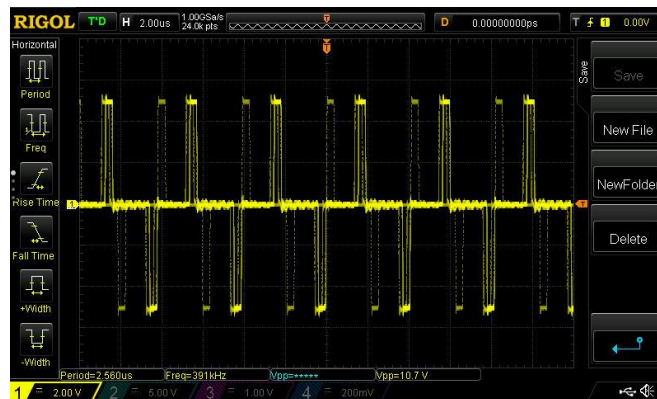 RIGOL T'D H 2.00us 1.00GSa/s 24.0k pts D 0.00000000ps T 1 0.00V
Horizontal
Period
Freq
Rise Time
Fall Time
+Width
-Width
T
1
T
Save
Save
New File
NewFolder
Delete
Period=2.560us Freq=391kHz Vpp=***** Vpp=10.7 V
1 = 2.00 V 2 = 5.00 V 3 = 1.00 V 4 = 200mV